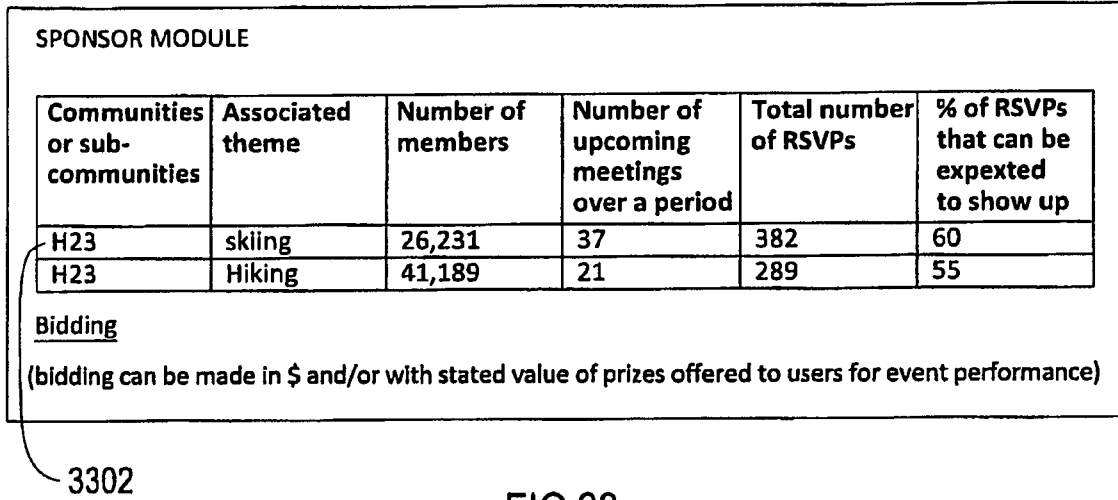 SPONSOR MODULE
Communities or sub-communities | Associated theme | Number of members | Number of upcoming meetings over a period | Total number of RSVPs | % of RSVPs that can be expexted to show up
H23 | skiing | 26,231 | 37 | 382 | 60
H23 | Hiking | 41,189 | 21 | 289 | 55
Bidding
(bidding can be made in $ and/or with stated value of prizes offered to users for event performance)
3302